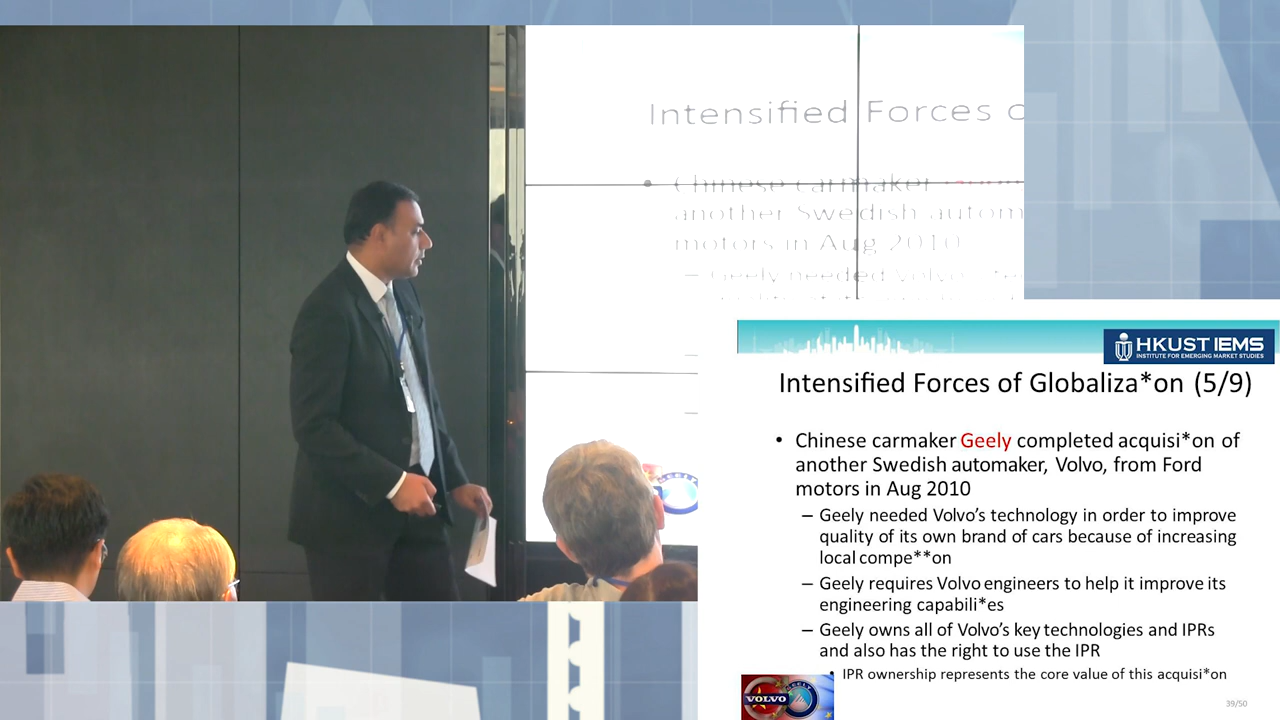 Intensified Forces o
• Chinese carmaker
another Swedish autom
motors in Aug 2010
– Geely needed Volvo
HKUST IEMS
INSTITUTE FOR EMERGING MARKET STUDIES
Intensified Forces of Globaliza*on (5/9)
• Chinese carmaker Geely completed acquisi*on of
another Swedish automaker, Volvo, from Ford
motors in Aug 2010
– Geely needed Volvo's technology in order to improve
quality of its own brand of cars because of increasing
local compe**on
– Geely requires Volvo engineers to help it improve its
engineering capabili*es
– Geely owns all of Volvo's key technologies and IPRs
and also has the right to use the IPR
• IPR ownership represents the core value of this acquisi*on
GEELY
VOLVO
39/50